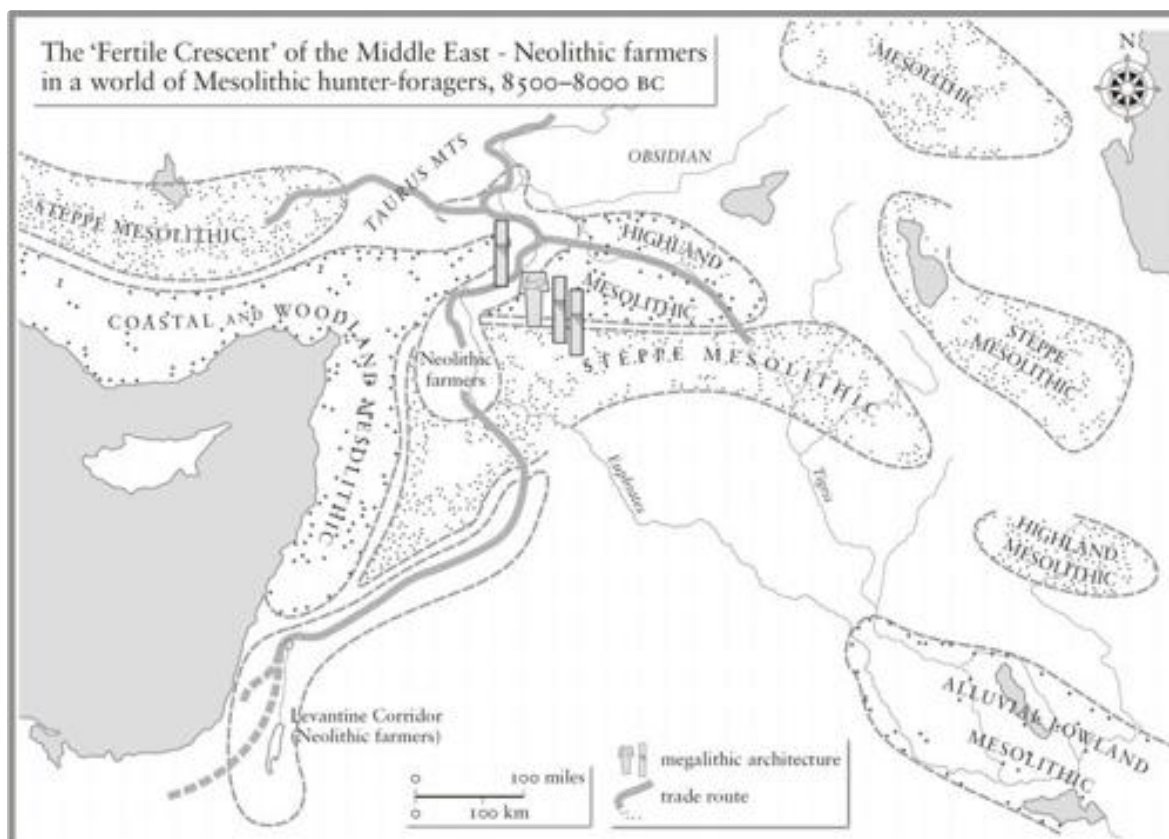 The 'Fertile Crescent' of the Middle East - Neolithic farmers
in a world of Mesolithic hunter-foragers, 8500–8000 BC
N
MESOLITHIC
OBSIDIAN
TAURUS MTS
STEPPE MESOLITHIC
HIGHLAND
MESOLITHIC
COASTAL AND WOODLAND MESOLITHIC
Neolithic
farmers
STEPPE MESOLITHIC
STEPPE
MESOLITHIC
Euphrates
Tigris
HIGHLAND
MESOLITHIC
ALLUVIAL LOWLAND
MESOLITHIC
Levantine Corridor
(Neolithic farmers)
0 100 miles
0 100 km
megalithic architecture
trade route